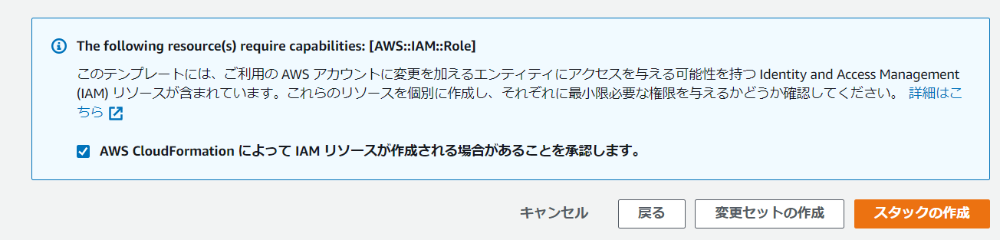 The following resource(s) require capabilities: [AWS::IAM::Role]
このテンプレートには、ご利用の AWS アカウントに変更を加えるエンティティにアクセスを与える可能性を持つ Identity and Access Management
(IAM) リソースが含まれています。これらのリソースを個別に作成し、それぞれに最小限必要な権限を与えるかどうか確認してください。 詳細はこ
ちら
AWS CloudFormation によって IAM リソースが作成される場合があることを承認します。
キャンセル 戻る 変更セットの作成 スタックの作成